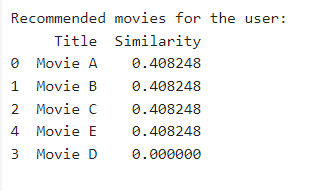 Recommended movies for the user:
Title Similarity
0 Movie A 0.408248
1 Movie B 0.408248
2 Movie C 0.408248
4 Movie E 0.408248
3 Movie D 0.000000